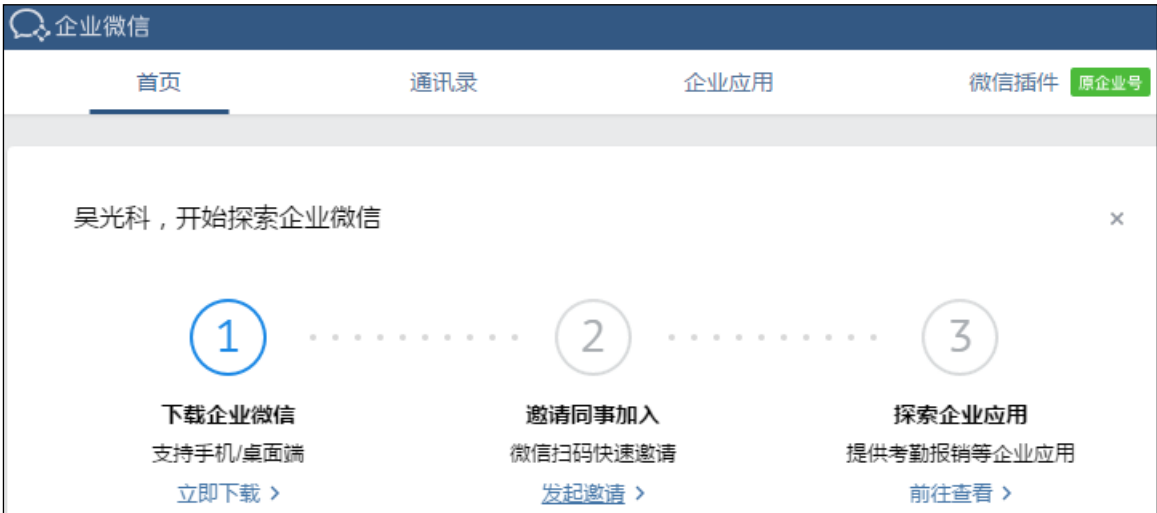 企业微信
首页 通讯录 企业应用 微信插件 原企业号
吴光科，开始探索企业微信 ×
1 2 3
下载企业微信 邀请同事加入 探索企业应用
支持手机/桌面端 微信扫码快速邀请 提供考勤报销等企业应用
立即下载 > 发起邀请 > 前往查看 >